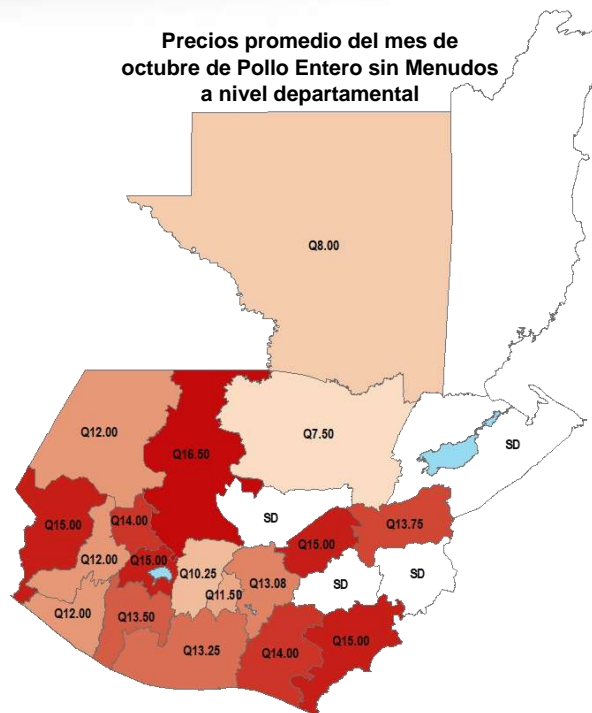 Precios promedio del mes de
octubre de Pollo Entero sin Menudos
a nivel departamental
Q8.00
Q12.00
Q16.50
Q7.50
SD
Q15.00
Q14.00
SD
Q15.00
Q13.75
Q12.00
Q15.00
Q10.25
Q13.08
SD
SD
Q11.50
Q12.00
Q13.50
Q13.25
Q14.00
Q15.00